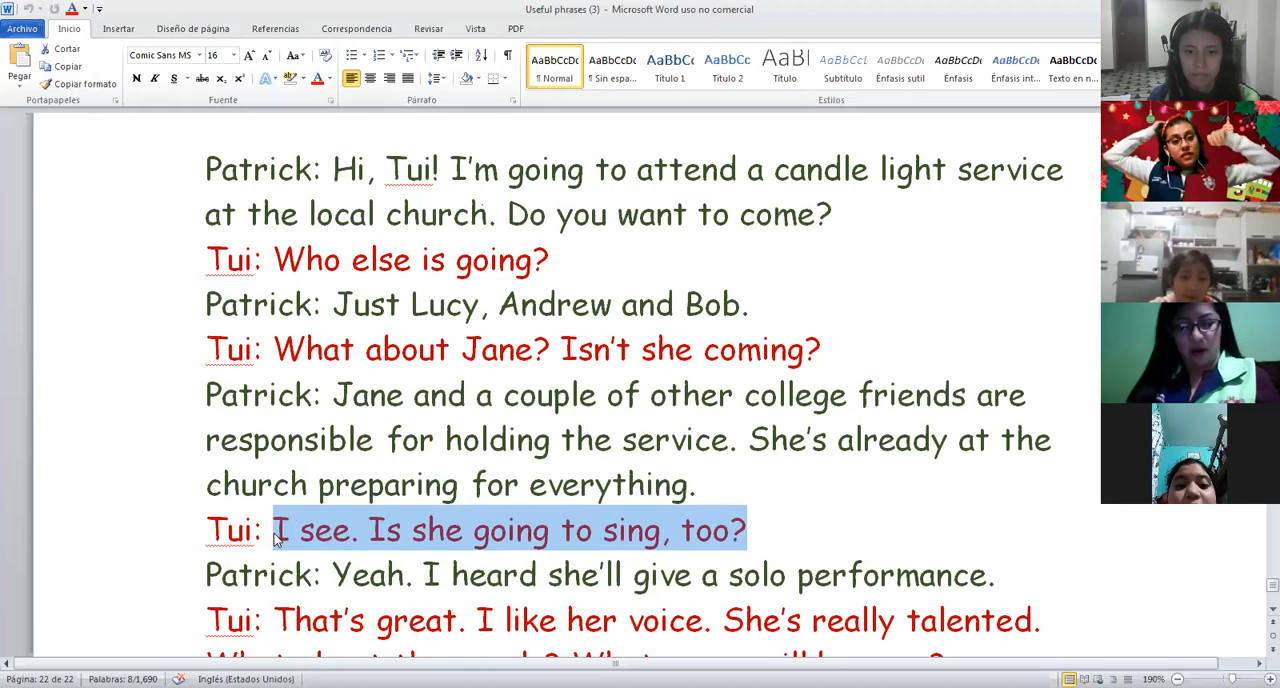 Useful phrases (3) - Microsoft Word uso no comercial
Archivo Inicio Insertar Diseño de página Referencias Correspondencia Revisar Vista PDF
Pegar Cortar Copiar Copiar formato
Comic Sans MS 16
N K S abc
AaBbCcDc AaBbCcDc AaBbCc AaBbCc AaBl AaBbCcL AaBbCcDc AaBbCcDc AaBbCcDc AaBbCcDc
¶ Normal ¶ Sin espa... Título 1 Título 2 Título Subtítulo Énfasis sutil Énfasis Énfasis int... Texto en n...
Portapapeles Fuente Párrafo Estilos
Patrick: Hi, Tui! I'm going to attend a candle light service
at the local church. Do you want to come?
Tui: Who else is going?
Patrick: Just Lucy, Andrew and Bob.
Tui: What about Jane? Isn't she coming?
Patrick: Jane and a couple of other college friends are
responsible for holding the service. She's already at the
church preparing for everything.
Tui: I see. Is she going to sing, too?
Patrick: Yeah. I heard she'll give a solo performance.
Tui: That's great. I like her voice. She's really talented.
Página: 22 de 22 Palabras: 8/1,690 Inglés (Estados Unidos) 190%